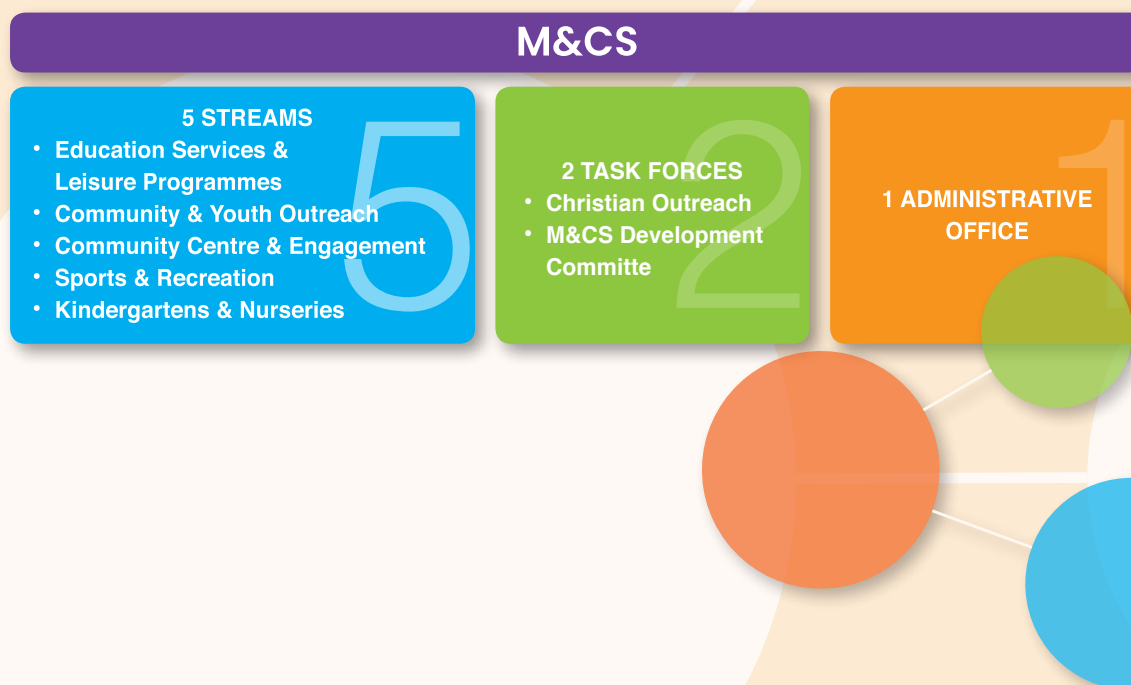 M&CS
5 STREAMS
5
• Education Services &
Leisure Programmes
• Community & Youth Outreach
• Community Centre & Engagement
• Sports & Recreation
• Kindergartens & Nurseries
2 TASK FORCES
2
• Christian Outreach
• M&CS Development
Committe
1 ADMINISTRATIVE
OFFICE
1